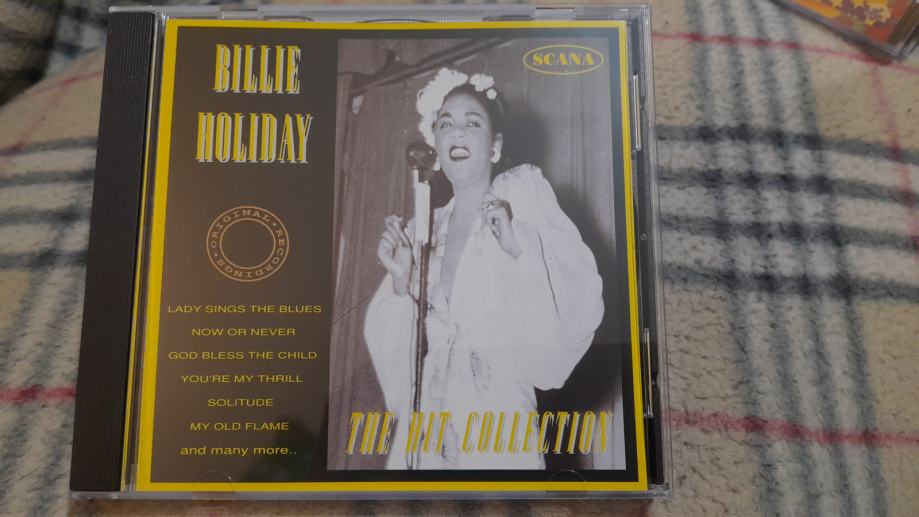 BILLIE
HOLIDAY
SCANA
ORIGINAL • RECORDINGS •
LADY SINGS THE BLUES
NOW OR NEVER
GOD BLESS THE CHILD
YOU'RE MY THRILL
SOLITUDE
MY OLD FLAME
and many more..
THE HIT COLLECTION